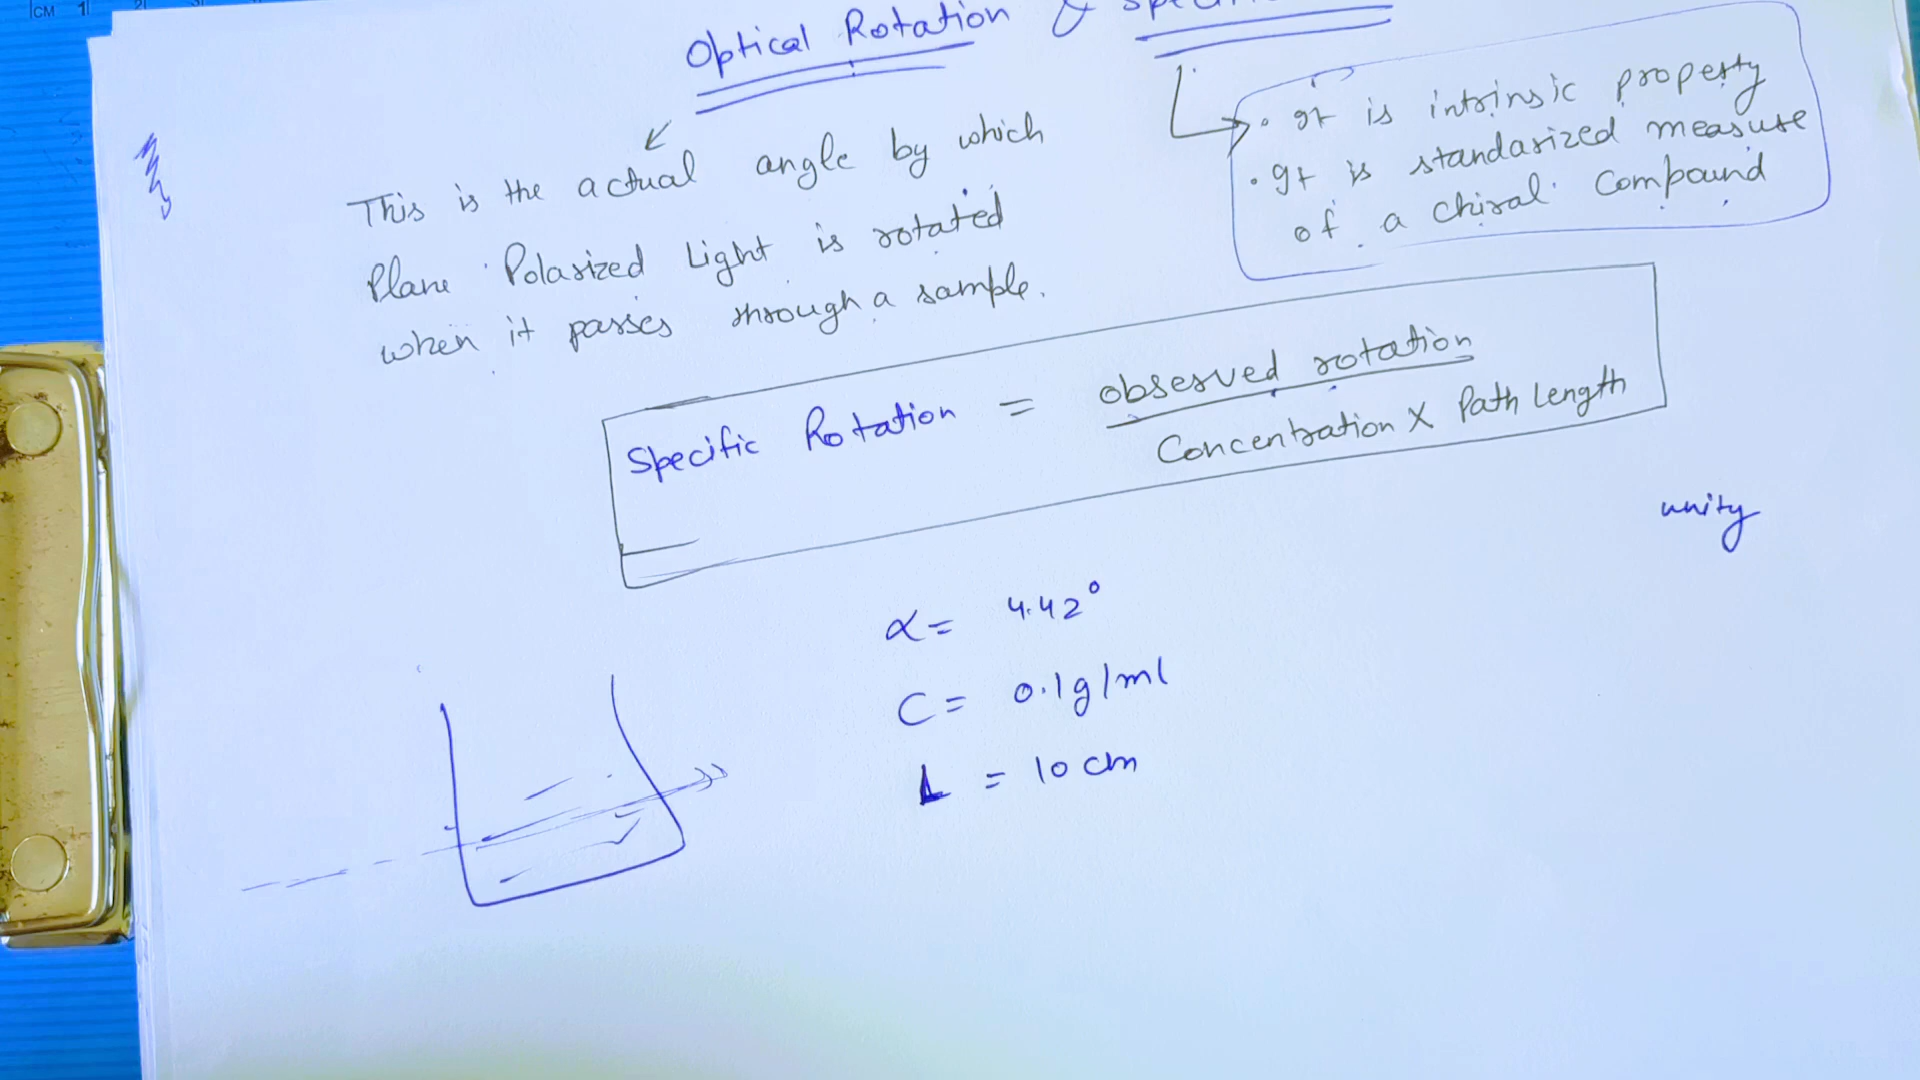 CM 1
Optical Rotation &
This is the actual angle by which
Plane Polarized Light is rotated
when it passes through a sample.
• It is intrinsic property
• It is standarized measure
of a chiral compound
Specific Rotation = observed rotation
Concentration X Path Length
unity
α = 4.42°
C = 0.1g/ml
L = 10 cm